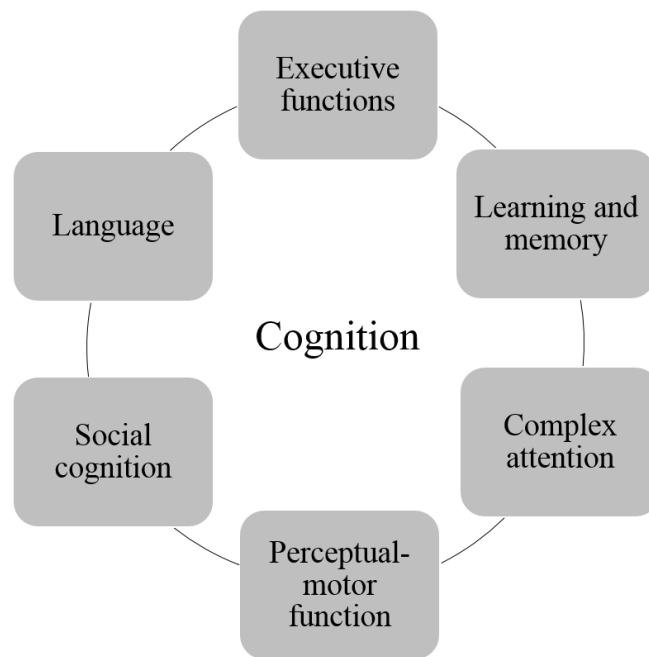 Executive
functions
Learning and
memory
Complex
attention
Perceptual-
motor
function
Social
cognition
Language
Cognition